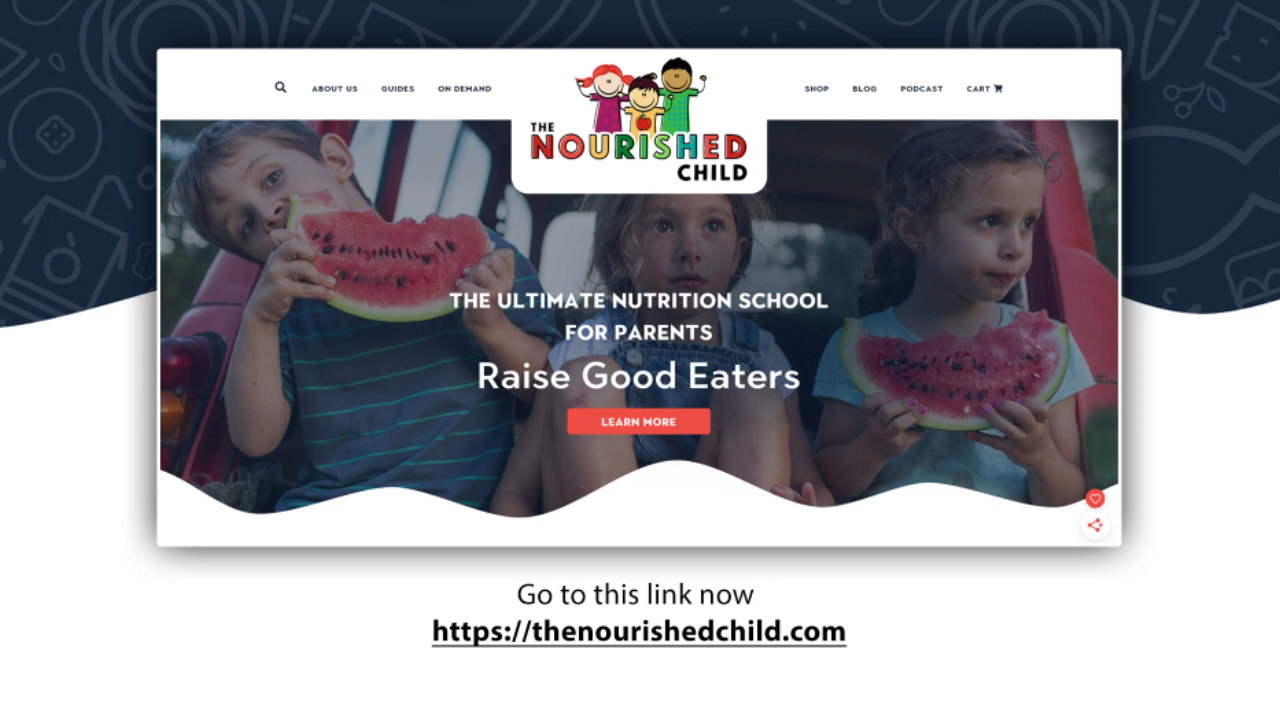 ABOUT US GUIDES ON DEMAND
SHOP BLOG PODCAST CART
THE
NOURISHED
CHILD
THE ULTIMATE NUTRITION SCHOOL
FOR PARENTS
Raise Good Eaters
LEARN MORE
Go to this link now
https://thenourishedchild.com